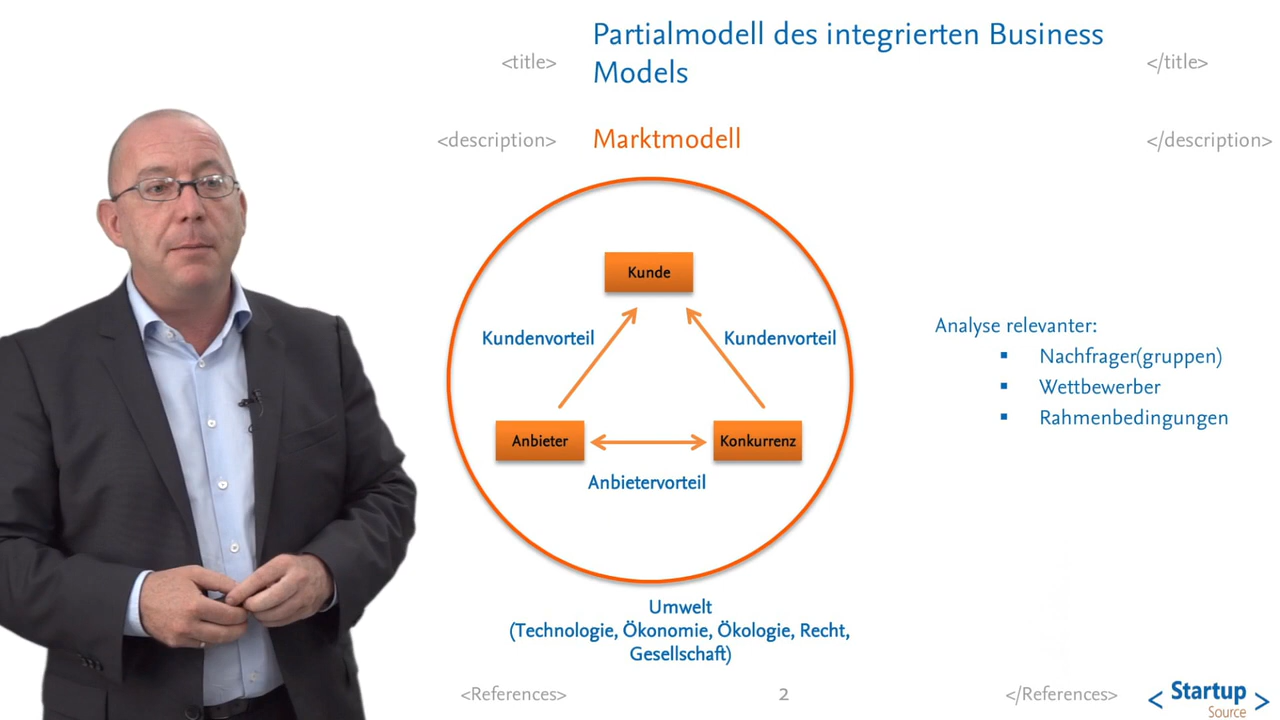 Partialmodell des integrierten Business
<title> </title>
Models
<description> Marktmodell </description>
Kunde
Kundenvorteil Kundenvorteil
Analyse relevanter:
▪ Nachfrager(gruppen)
▪ Wettbewerber
▪ Rahmenbedingungen
Anbieter Konkurrenz
Anbietervorteil
Umwelt
(Technologie, Ökonomie, Ökologie, Recht,
Gesellschaft)
<References> 2 </References>
< Startup >
Source